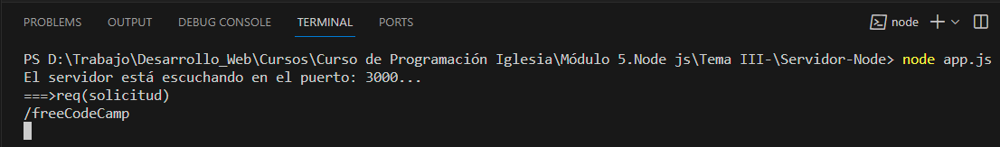 PROBLEMS OUTPUT DEBUG CONSOLE TERMINAL PORTS node
PS D:\Trabajo\Desarrollo_Web\Cursos\Curso de Programación Iglesia\Módulo 5.Node js\Tema III-\Servidor-Node> node app.js
El servidor está escuchando en el puerto: 3000...
===>req(solicitud)
/freeCodeCamp